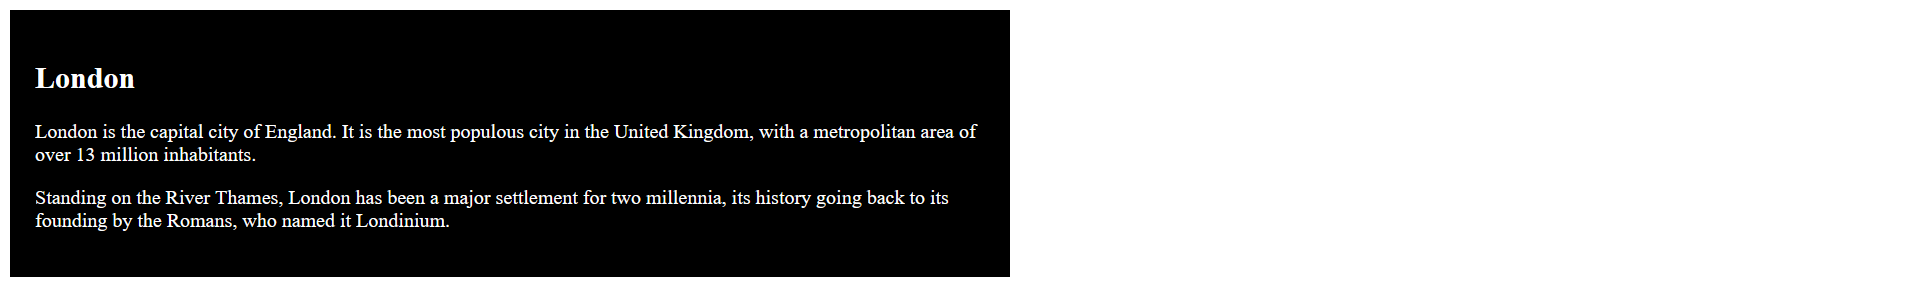 London
London is the capital city of England. It is the most populous city in the United Kingdom, with a metropolitan area of
over 13 million inhabitants.
Standing on the River Thames, London has been a major settlement for two millennia, its history going back to its
founding by the Romans, who named it Londinium.